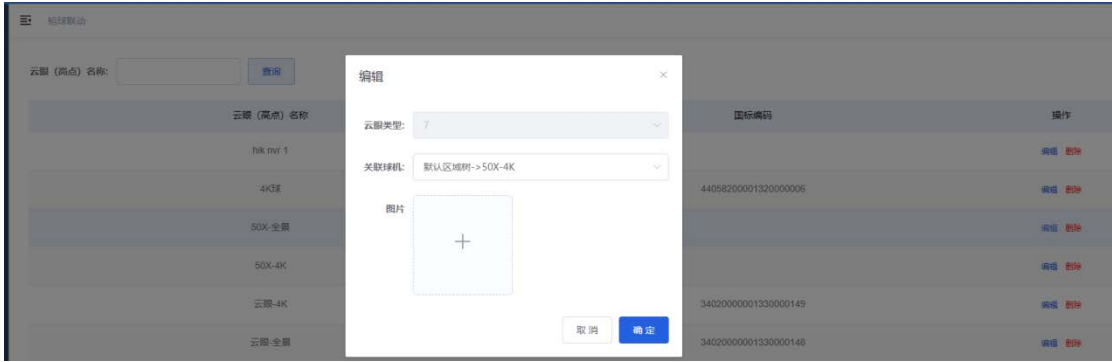 枪球联动
云眼（高点）名称: 查询
编辑 ×
云眼（高点）名称 国标编码 操作
云眼类型: 7
hik nvr 1 编辑 删除
关联球机: 默认区域树->50X-4K
4K球 44058200001320000006 编辑 删除
图片
50X-全景 编辑 删除
50X-4K 编辑 删除
云眼-4K 34020000001330000149 编辑 删除
取消 确定
云眼-全景 34020000001330000148 编辑 删除